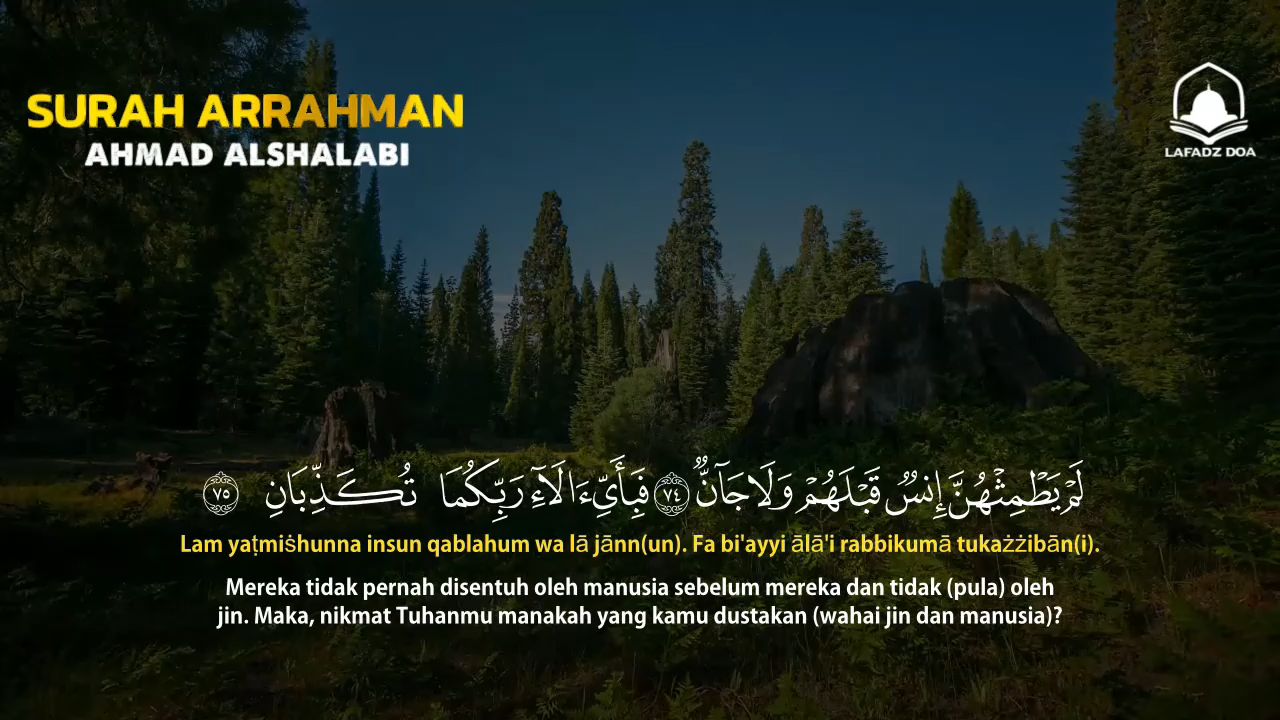 SURAH ARRAHMAN
AHMAD ALSHALABI
LAFADZ DOA
لَمْ يَطْمِثْهُنَّ إِنسٌ قَبْلَهُمْ وَلَا جَآنٌّ ۝٧٤ فَبِأَىِّ ءَالَآءِ رَبِّكُمَا تُكَذِّبَانِ ۝٧٥
Lam yaṭmiṡhunna insun qablahum wa lā jānn(un). Fa bi'ayyi ālā'i rabbikumā tukażżibān(i).
Mereka tidak pernah disentuh oleh manusia sebelum mereka dan tidak (pula) oleh
jin. Maka, nikmat Tuhanmu manakah yang kamu dustakan (wahai jin dan manusia)?